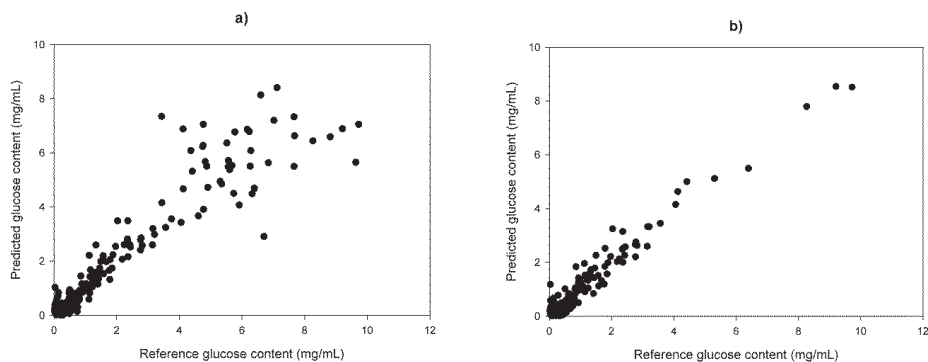 a)
10
8
6
4
2
0
0 2 4 6 8 10 12
Predicted glucose content (mg/mL)
Reference glucose content (mg/mL)
b)
10
8
6
4
2
0
0 2 4 6 8 10 12
Predicted glucose content (mg/mL)
Reference glucose content (mg/mL)